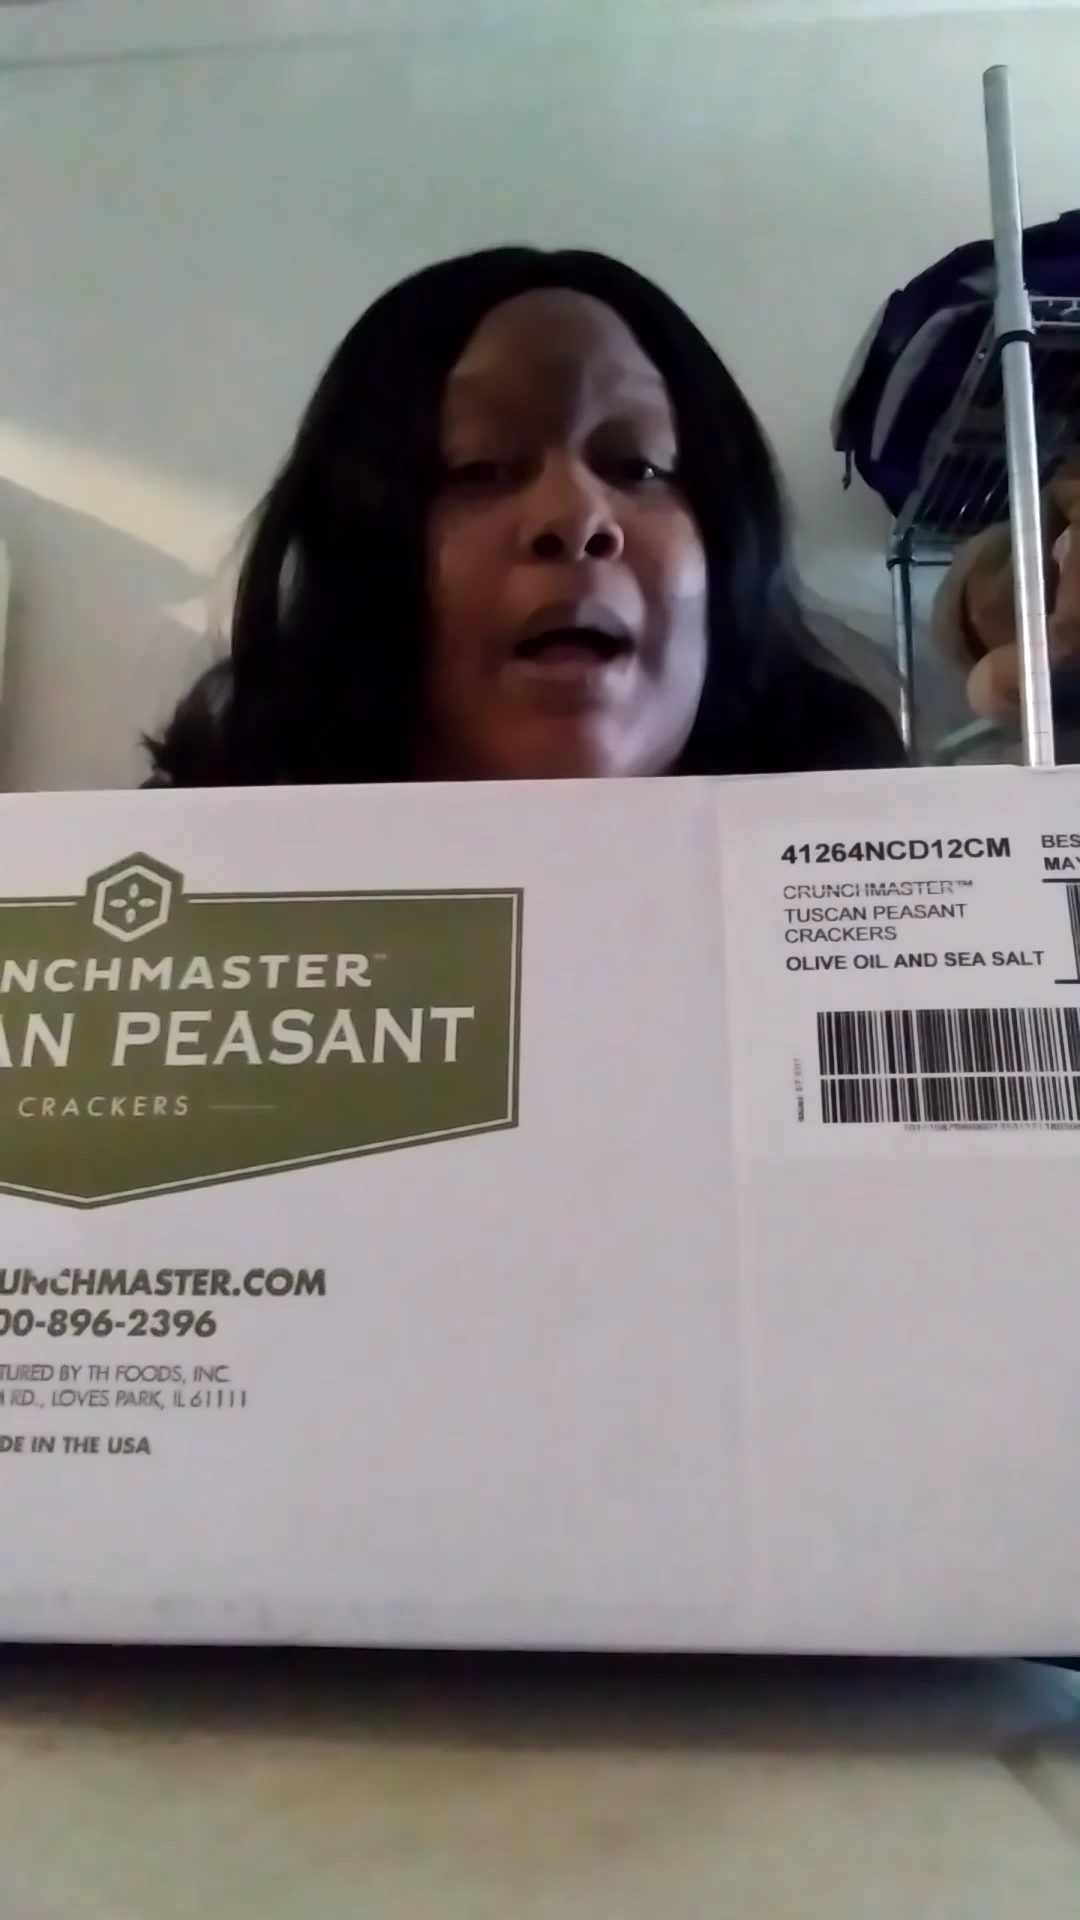 NCHMASTER™
AN PEASANT
CRACKERS
UNCHMASTER.COM
00-896-2396
TURED BY TH FOODS, INC
RD., LOVES PARK, IL 61111
DE IN THE USA
41264NCD12CM
BES
MAY
CRUNCHMASTER™
TUSCAN PEASANT
CRACKERS
OLIVE OIL AND SEA SALT